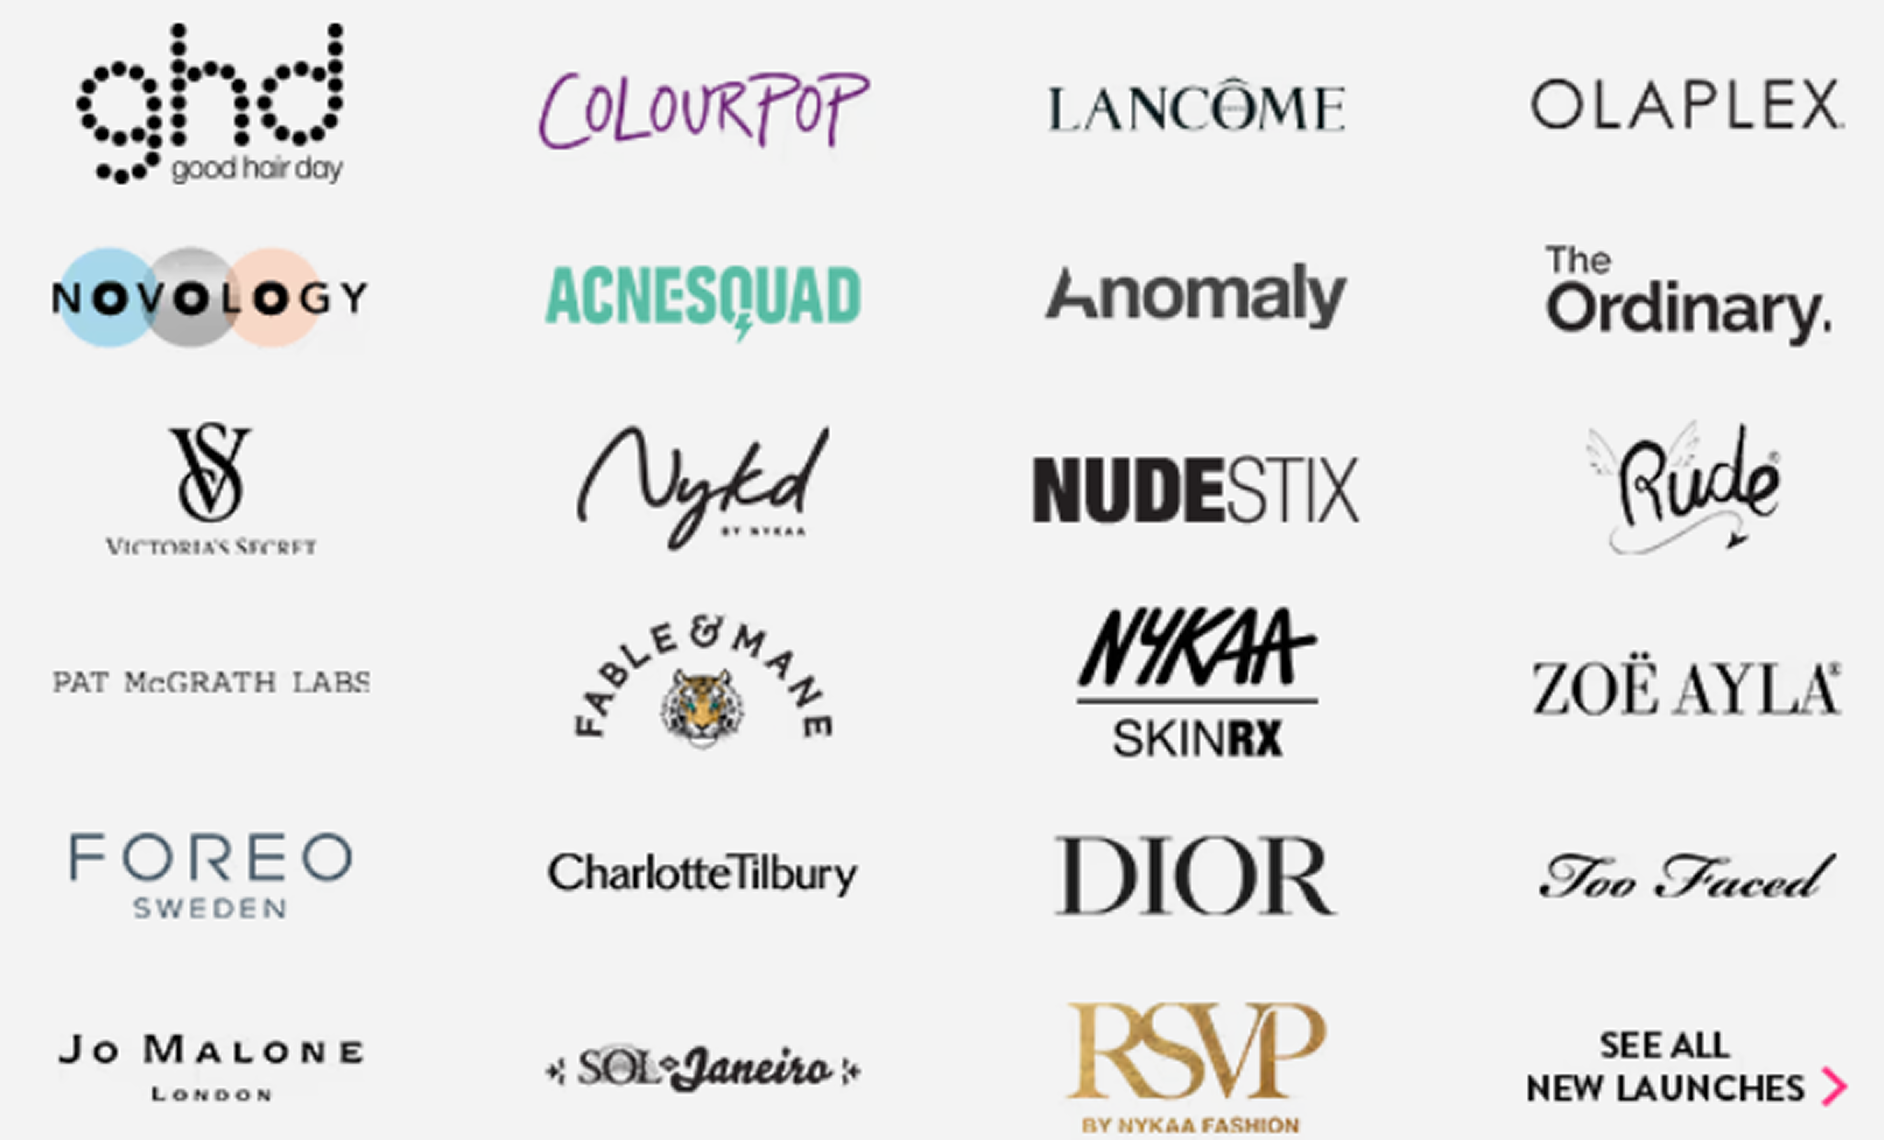 ghd
good hair day
COLOURPOP
LANCÔME
OLAPLEX
NOVOLOGY
ACNESQUAD
Anomaly
The
Ordinary.
VS
VICTORIA'S SECRET
Nykd
BY NYKAA
NUDESTIX
Rude®
PAT McGRATH LABS
FABLE & MANE
NYKAA
SKINRX
ZOË AYLA®
FOREO
SWEDEN
CharlotteTilbury
DIOR
Too Faced
JO MALONE
LONDON
SOL de Janeiro
RSVP
BY NYKAA FASHION
SEE ALL
NEW LAUNCHES